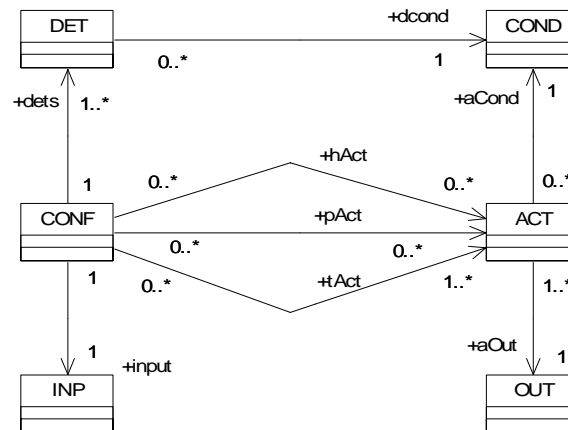 DET
+dcond
COND
0..*
1
+dets
1..*
+aCond
1
1
0..*
+hAct
0..*
0..*
CONF
+pAct
ACT
0..*
0..*
1
0..*
+tAct
1..*
1..*
1
+input
+aOut
1
INP
OUT